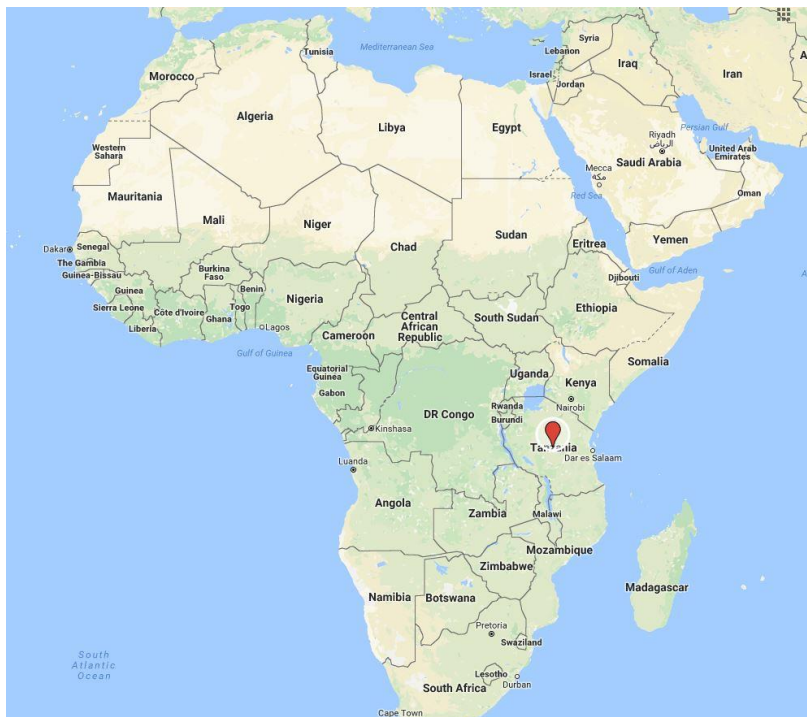 Mediterranean Sea
Tunisia
Morocco
Syria
Lebanon
Iraq
Iran
Israel
Jordan
Algeria
Libya
Egypt
Persian Gulf
Western
Sahara
Riyadh
الرياض
Saudi Arabia
United Arab
Emirates
Mecca
مكة
Red Sea
Oman
Mauritania
Mali
Niger
Chad
Sudan
Eritrea
Yemen
Dakar
Senegal
The Gambia
Guinea-Bissau
Guinea
Sierra Leone
Liberia
Burkina
Faso
Côte d'Ivoire
Ghana
Togo
Benin
Nigeria
Lagos
Gulf of Guinea
Djibouti
Gulf of Aden
Ethiopia
Somalia
South Sudan
Central
African
Republic
Cameroon
Equatorial
Guinea
Gabon
Uganda
Kenya
Nairobi
Rwanda
Burundi
DR Congo
Kinshasa
Tanzania
Dar es Salaam
Luanda
Angola
Zambia
Malawi
Mozambique
Zimbabwe
Namibia
Botswana
Madagascar
Pretoria
Swaziland
Lesotho
Durban
South Africa
Cape Town
South
Atlantic
Ocean